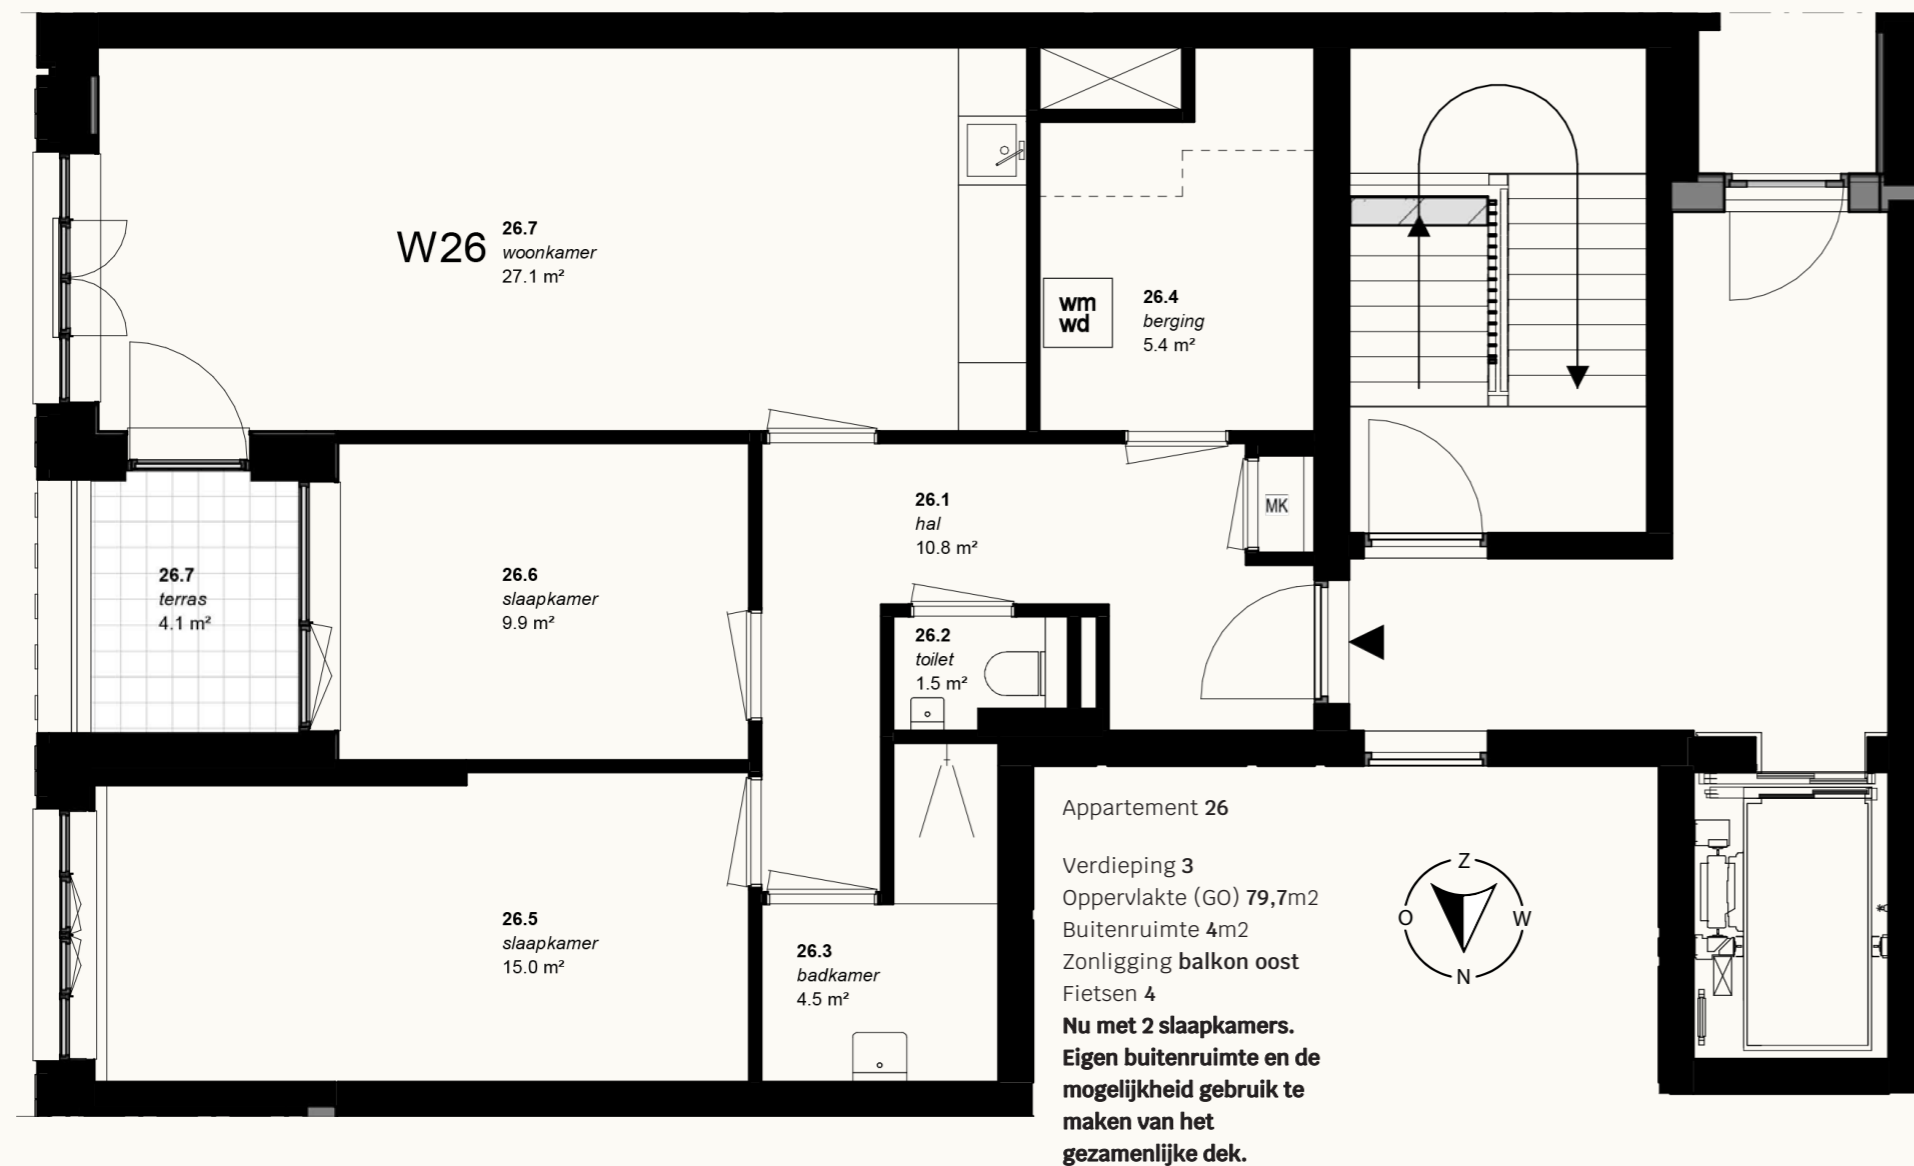 W26
26.7
woonkamer
27.1 m²
wm
wd
26.4
berging
5.4 m²
26.1
hal
10.8 m²
MK
26.7
terras
4.1 m²
26.6
slaapkamer
9.9 m²
26.2
toilet
1.5 m²
26.5
slaapkamer
15.0 m²
26.3
badkamer
4.5 m²
Appartement 26
Verdieping 3
Oppervlakte (GO) 79,7m2
Buitenruimte 4m2
Zonligging balkon oost
Fietsen 4
Nu met 2 slaapkamers.
Eigen buitenruimte en de
mogelijkheid gebruik te
maken van het
gezamenlijke dek.
Z
O
W
N